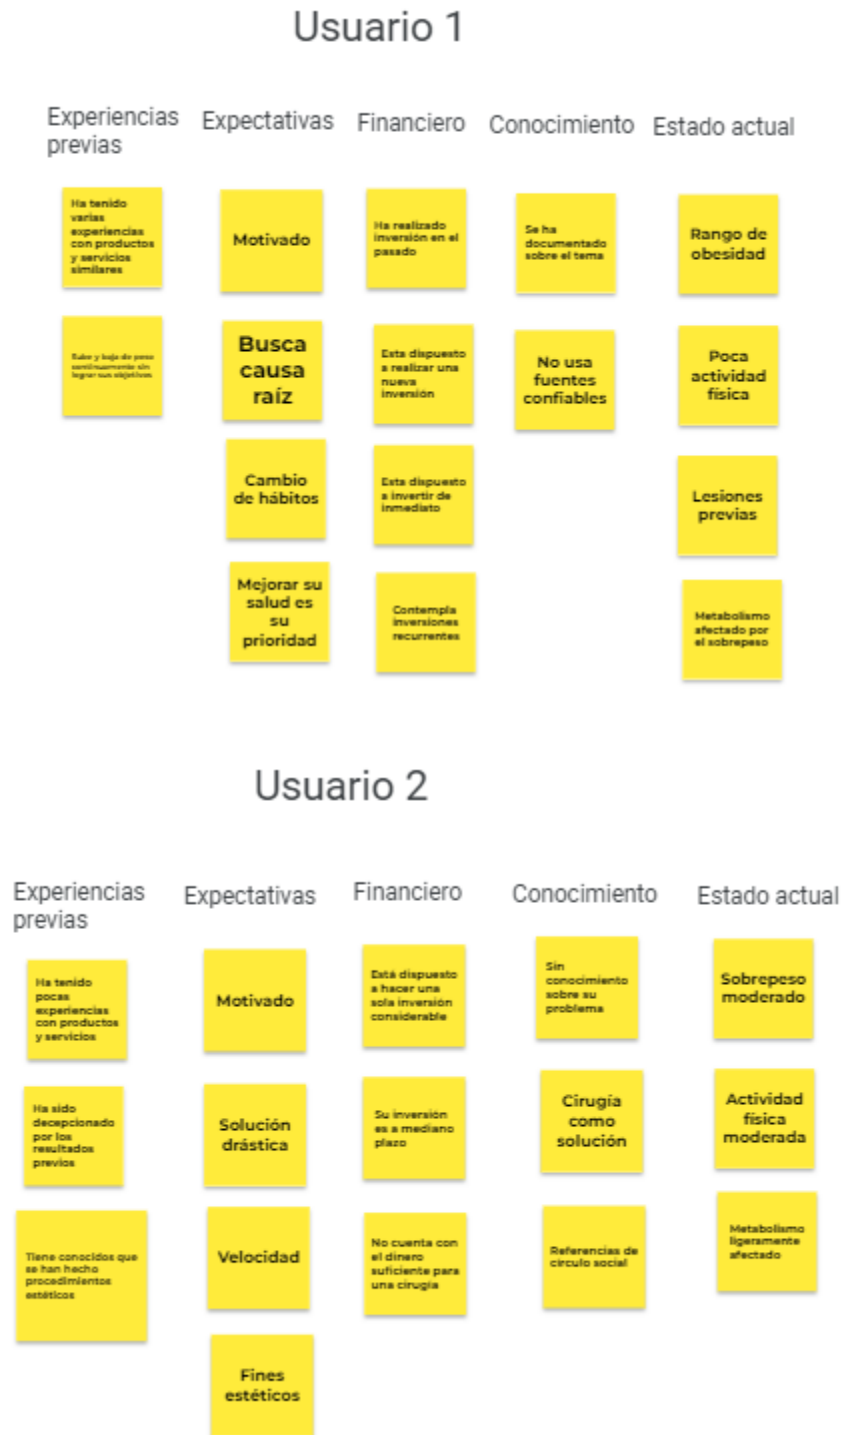 Usuario 1
Experiencias
previas
Expectativas
Financiero
Conocimiento
Estado actual
Ha tenido
varias
experiencias
con productos
y servicios
similares
Sube y baja de peso
continuamente sin
lograr sus objetivos
Motivado
Busca
causa
raíz
Cambio
de hábitos
Mejorar su
salud es
su
prioridad
Ha realizado
inversión en el
pasado
Esta dispuesto
a realizar una
nueva
inversión
Esta dispuesto
a invertir de
inmediato
Contempla
inversiones
recurrentes
Se ha
documentado
sobre el tema
No usa
fuentes
confiables
Rango de
obesidad
Poca
actividad
física
Lesiones
previas
Metabolismo
afectado por
el sobrepeso
Usuario 2
Experiencias
previas
Expectativas
Financiero
Conocimiento
Estado actual
Ha tenido
pocas
experiencias
con productos
y servicios
Ha sido
decepcionado
por los
resultados
previos
Tiene conocidos que
se han hecho
procedimientos
estéticos
Motivado
Solución
drástica
Velocidad
Fines
estéticos
Está dispuesto
a hacer una
sola inversión
considerable
Su inversión
es a mediano
plazo
No cuenta con
el dinero
suficiente para
una cirugía
Sin
conocimiento
sobre su
problema
Cirugía
como
solución
Referencias de
círculo social
Sobrepeso
moderado
Actividad
física
moderada
Metabolismo
ligeramente
afectado